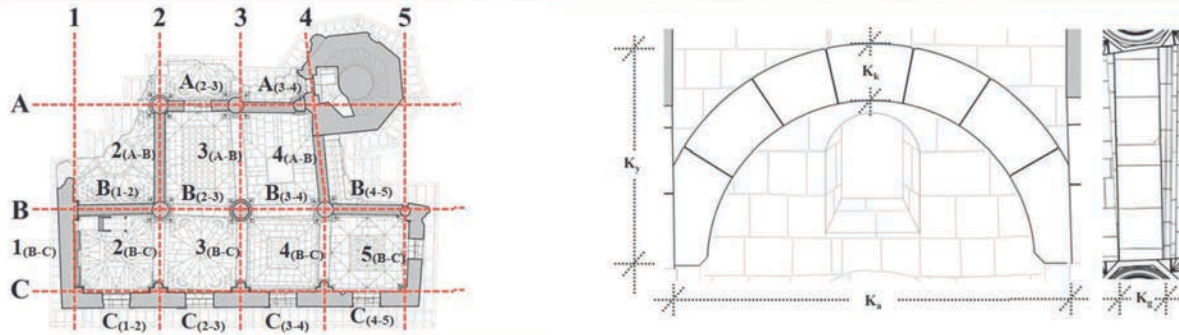 1 2 3 4 5
A
A(2-3) A(3-4)
2(A-B) 3(A-B) 4(A-B)
B(1-2) B(2-3) B(3-4) B(4-5)
B
1(B-C) 2(B-C) 3(B-C) 4(B-C) 5(B-C)
C
C(1-2) C(2-3) C(3-4) C(4-5)
Kk
Ky
Ka
Kg